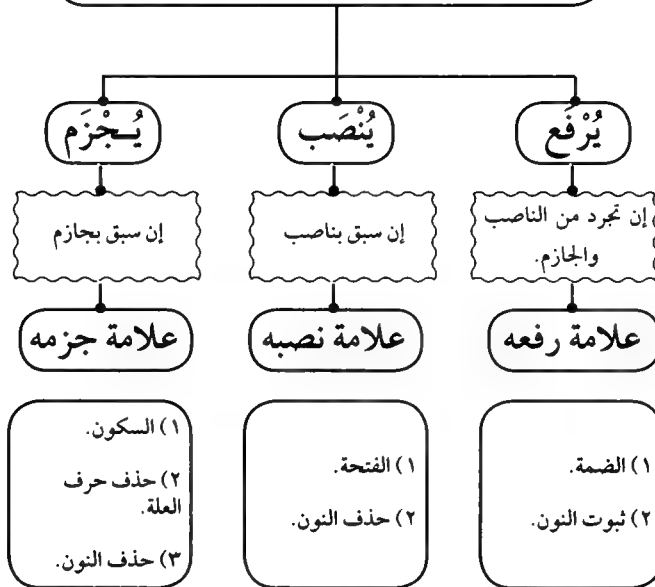 يُرْفَع
إن تجرد من الناصب
والجازم.
علامة رفعه
١) الضمة.
٢) ثبوت النون.
يُنْصَب
إن سبق بناصب
علامة نصبه
١) الفتحة.
٢) حذف النون.
يُـجْزَم
إن سبق بجازم
علامة جزمه
١) السكون.
٢) حذف حرف
العلة.
٣) حذف النون.